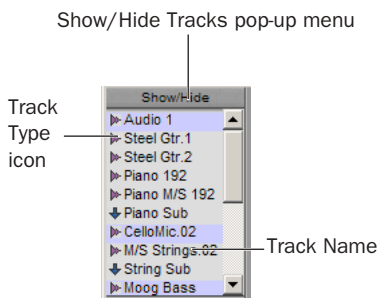 Show/Hide Tracks pop-up menu
Show/Hide
Track
Type
icon
Audio 1
Steel Gtr.1
Steel Gtr.2
Piano 192
Piano M/S 192
Piano Sub
CelloMic.02
M/S Strings.02
String Sub
Moog Bass
Track Name